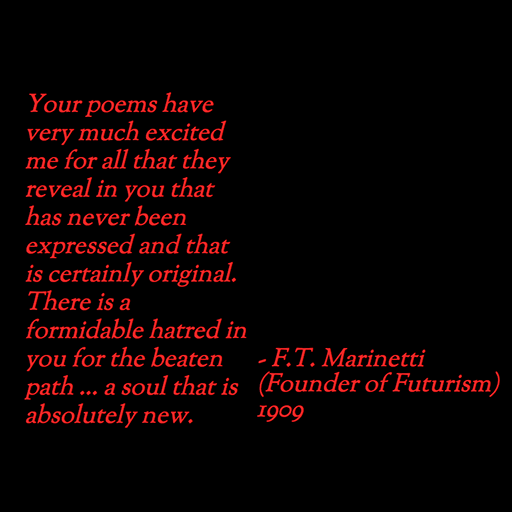 Your poems have
very much excited
me for all that they
reveal in you that
has never been
expressed and that
is certainly original.
There is a
formidable hatred in
you for the beaten
path ... a soul that is
absolutely new.
- F.T. Marinetti
(Founder of Futurism)
1909